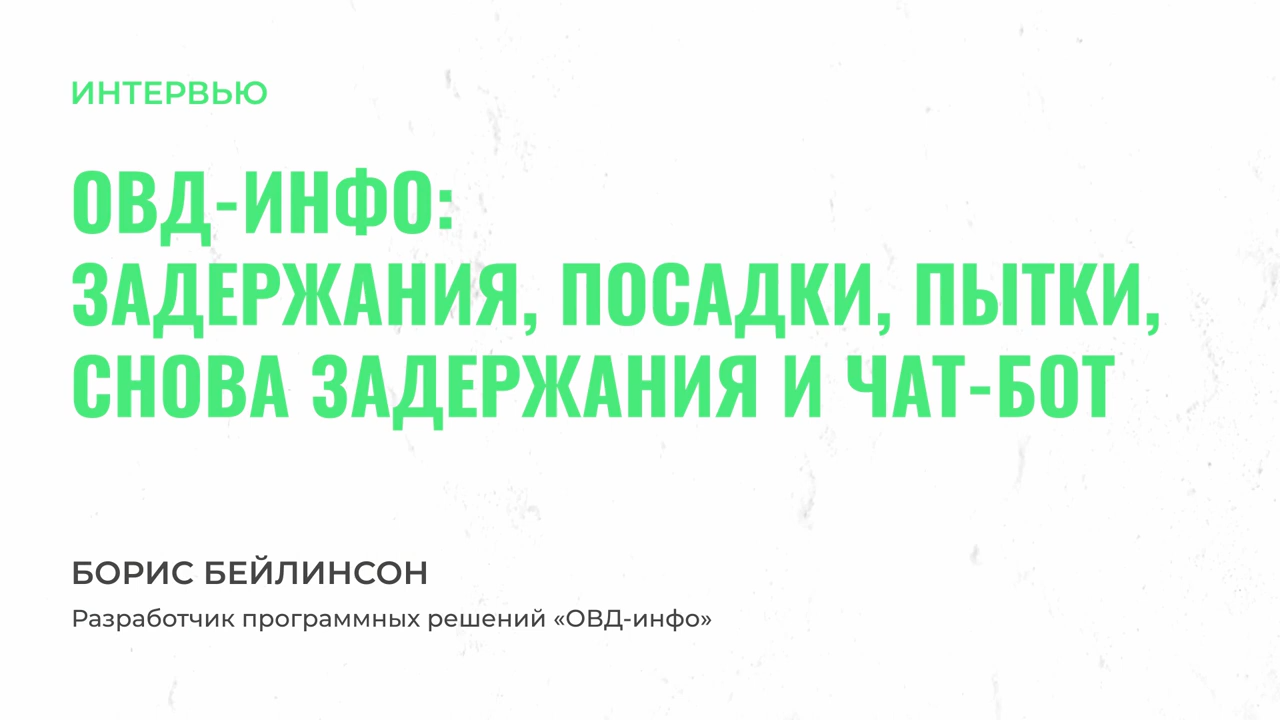 ИНТЕРВЬЮ
ОВД-ИНФО:
ЗАДЕРЖАНИЯ, ПОСАДКИ, ПЫТКИ,
СНОВА ЗАДЕРЖАНИЯ И ЧАТ-БОТ
БОРИС БЕЙЛИНСОН
Разработчик программных решений «ОВД-инфо»